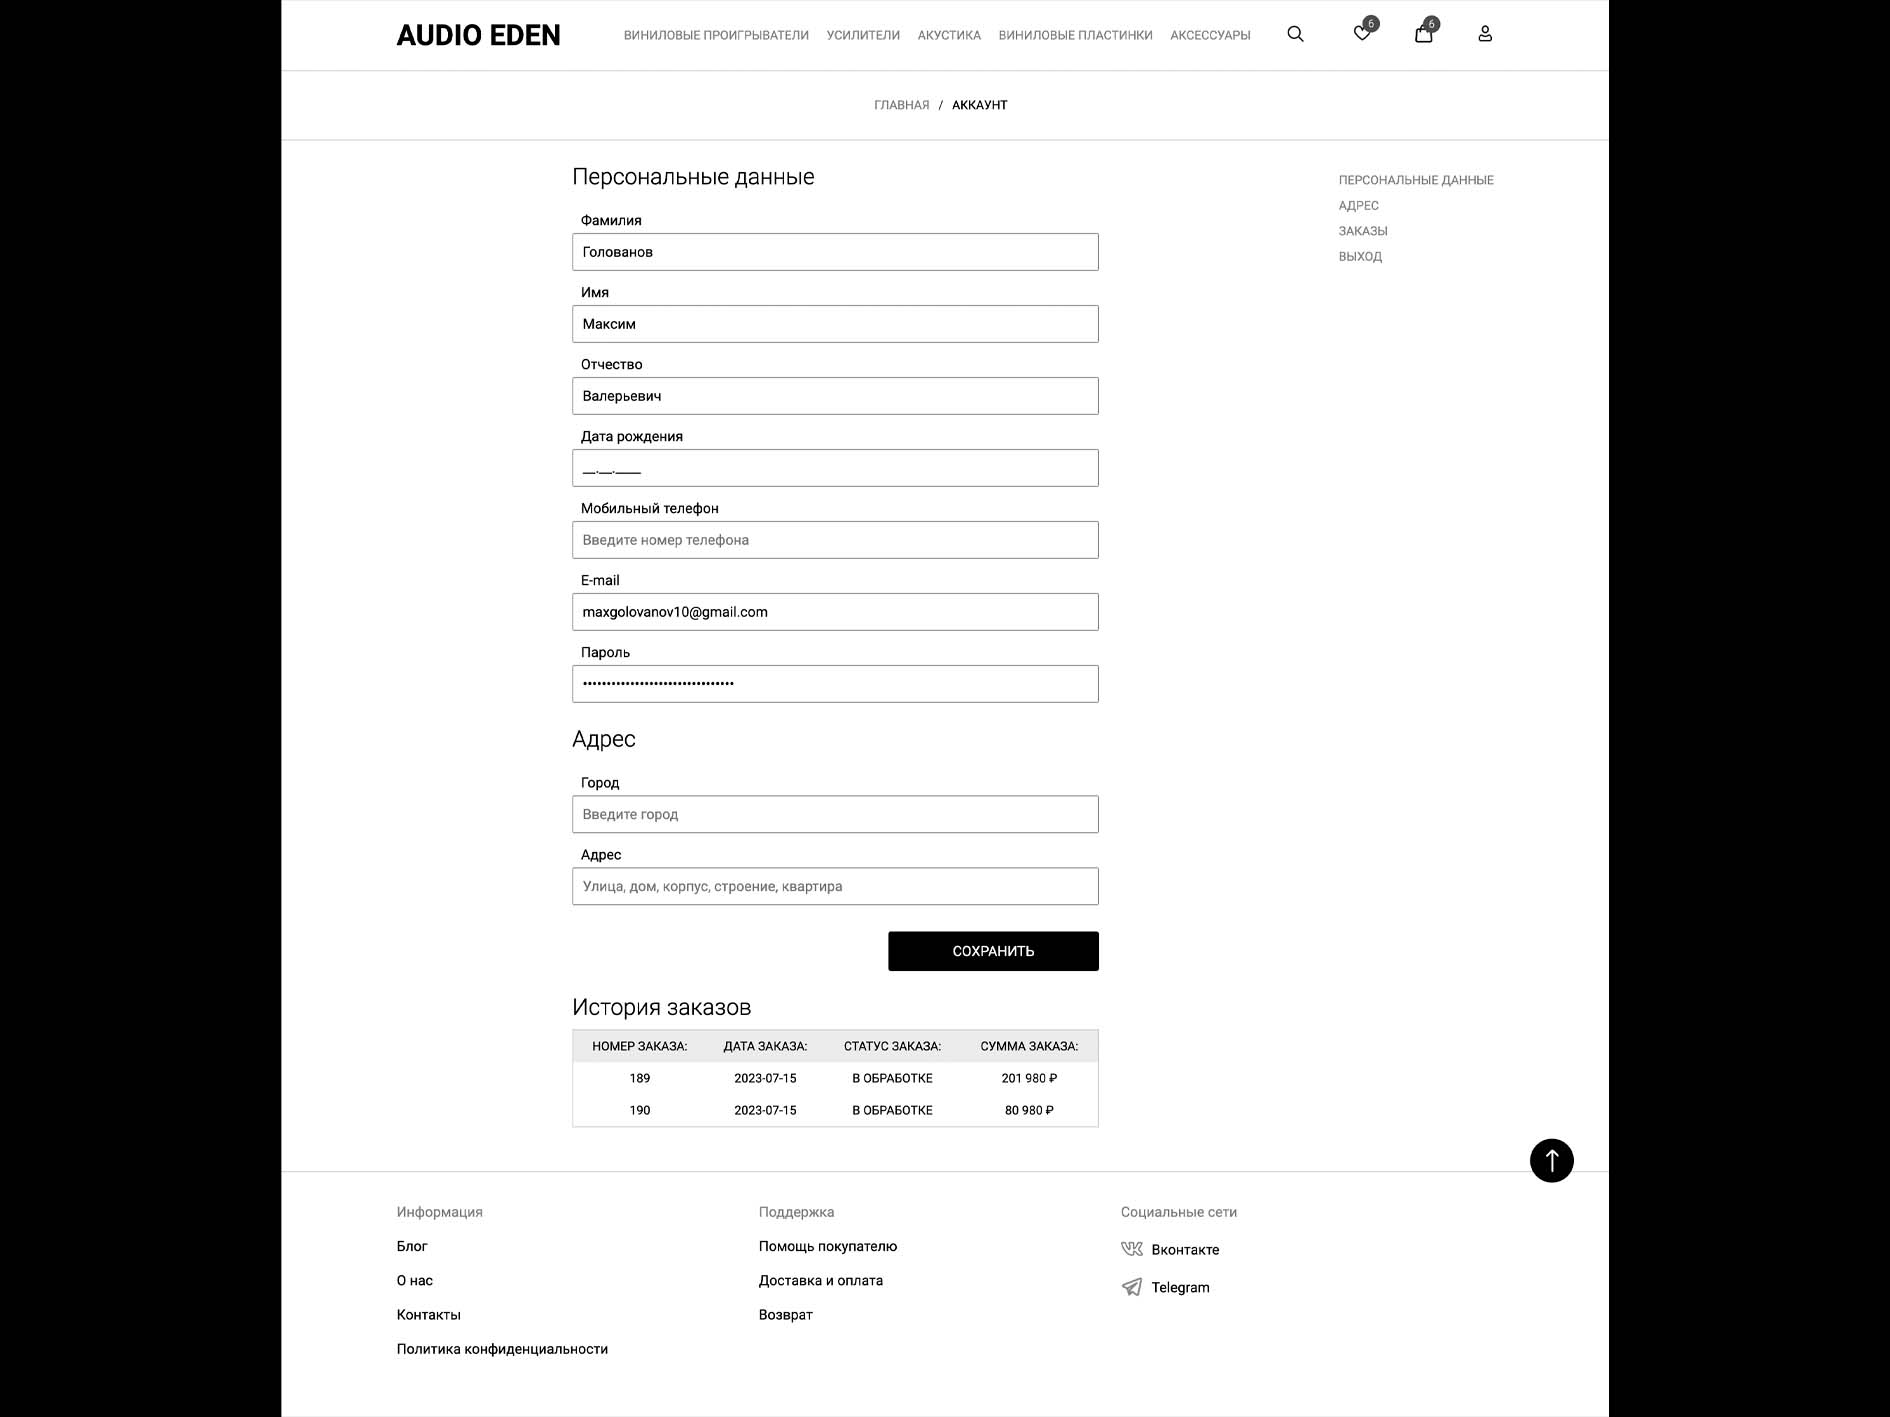 AUDIO EDEN
ВИНИЛОВЫЕ ПРОИГРЫВАТЕЛИ УСИЛИТЕЛИ АКУСТИКА ВИНИЛОВЫЕ ПЛАСТИНКИ АКСЕССУАРЫ 6 6
ГЛАВНАЯ / АККАУНТ
Персональные данные
Фамилия
Голованов
Имя
Максим
Отчество
Валерьевич
Дата рождения
__.__.____
Мобильный телефон
Введите номер телефона
E-mail
maxgolovanov10@gmail.com
Пароль
••••••••••••••••••••••••••••••••
Адрес
Город
Введите город
Адрес
Улица, дом, корпус, строение, квартира
СОХРАНИТЬ
История заказов
НОМЕР ЗАКАЗА: ДАТА ЗАКАЗА: СТАТУС ЗАКАЗА: СУММА ЗАКАЗА:
189 2023-07-15 В ОБРАБОТКЕ 201 980 ₽
190 2023-07-15 В ОБРАБОТКЕ 80 980 ₽
ПЕРСОНАЛЬНЫЕ ДАННЫЕ
АДРЕС
ЗАКАЗЫ
ВЫХОД
Информация
Блог
О нас
Контакты
Политика конфиденциальности
Поддержка
Помощь покупателю
Доставка и оплата
Возврат
Социальные сети
Вконтакте
Telegram